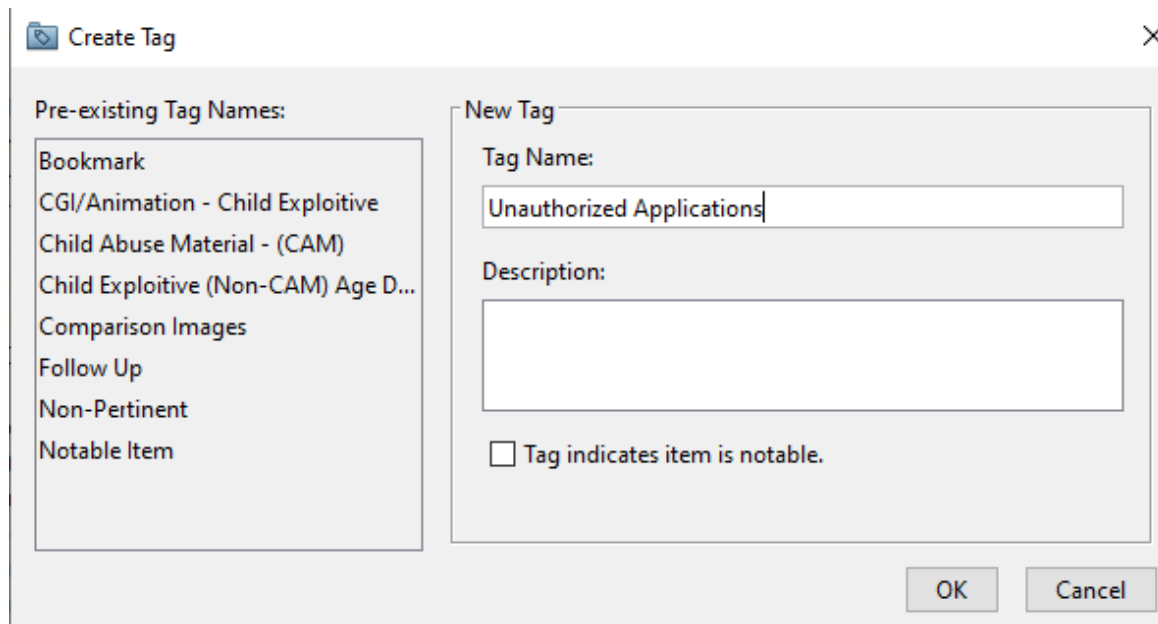 Create Tag
Pre-existing Tag Names:
Bookmark
CGI/Animation - Child Exploitive
Child Abuse Material - (CAM)
Child Exploitive (Non-CAM) Age D...
Comparison Images
Follow Up
Non-Pertinent
Notable Item
New Tag
Tag Name:
Unauthorized Applications
Description:
Tag indicates item is notable.
OK
Cancel